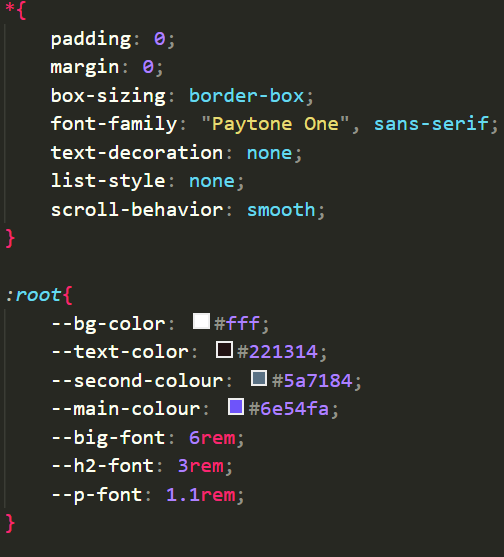 *{
padding: 0;
margin: 0;
box-sizing: border-box;
font-family: "Paytone One", sans-serif;
text-decoration: none;
list-style: none;
scroll-behavior: smooth;
}
:root{
--bg-color: #fff;
--text-color: #221314;
--second-colour: #5a7184;
--main-colour: #6e54fa;
--big-font: 6rem;
--h2-font: 3rem;
--p-font: 1.1rem;
}